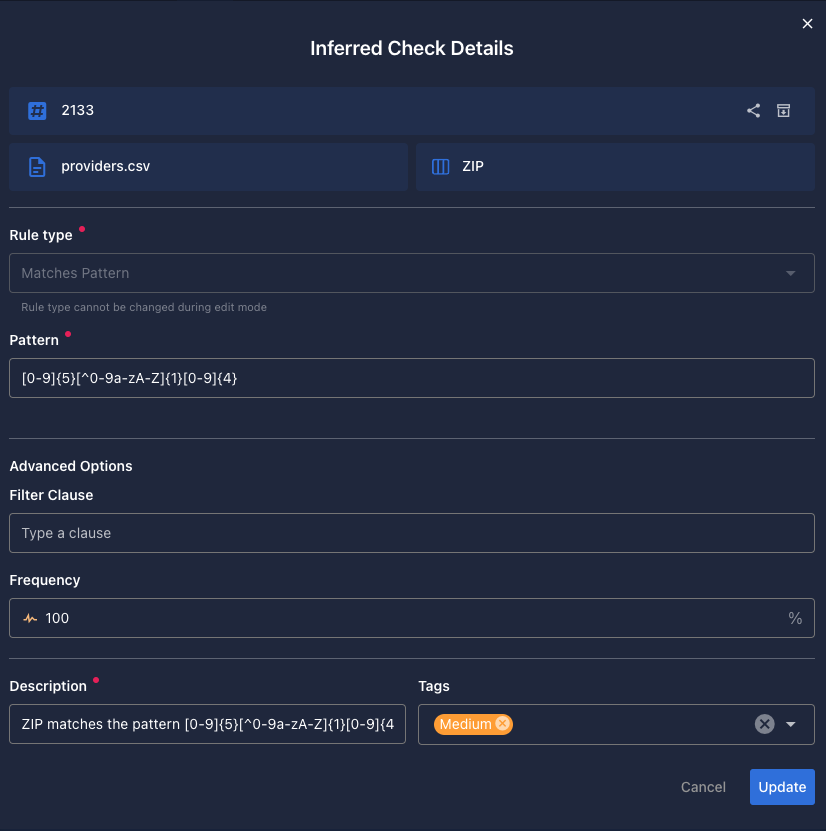 Inferred Check Details
2133
providers.csv
ZIP
Rule type
Matches Pattern
Rule type cannot be changed during edit mode
Pattern
[0-9]{5}[^0-9a-zA-Z]{1}[0-9]{4}
Advanced Options
Filter Clause
Type a clause
Frequency
100 %
Description
Tags
ZIP matches the pattern [0-9]{5}[^0-9a-zA-Z]{1}[0-9]{4
Medium
Cancel
Update